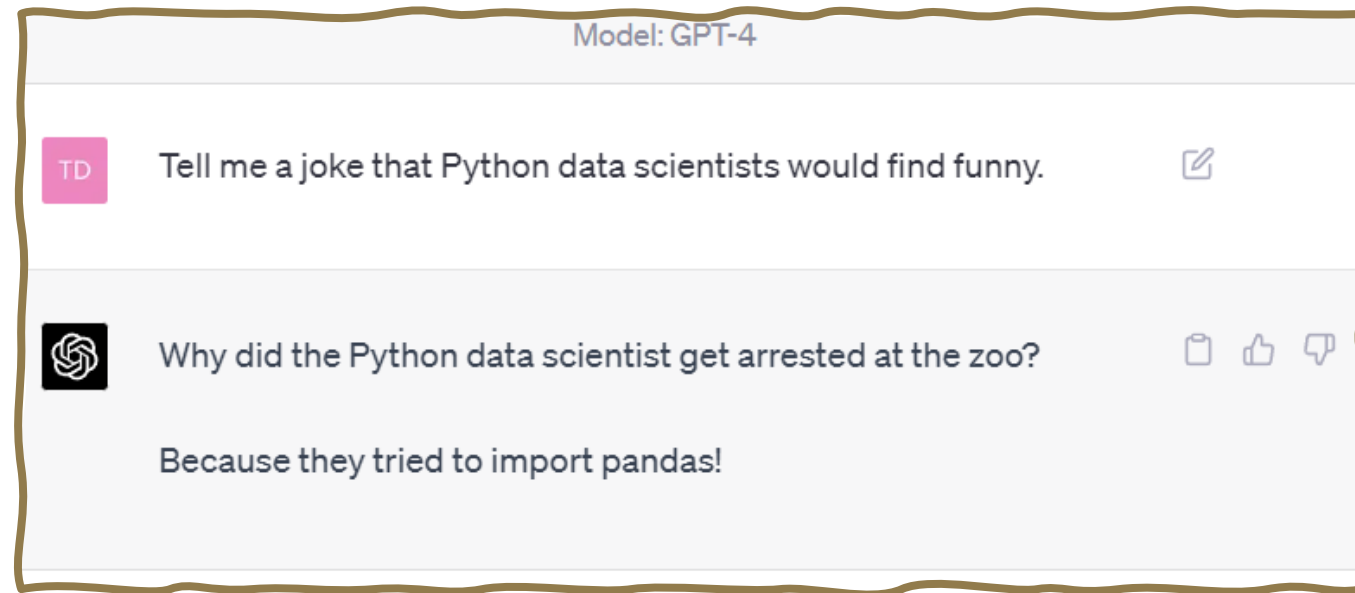 Model: GPT-4
TD
Tell me a joke that Python data scientists would find funny.
Why did the Python data scientist get arrested at the zoo?
Because they tried to import pandas!